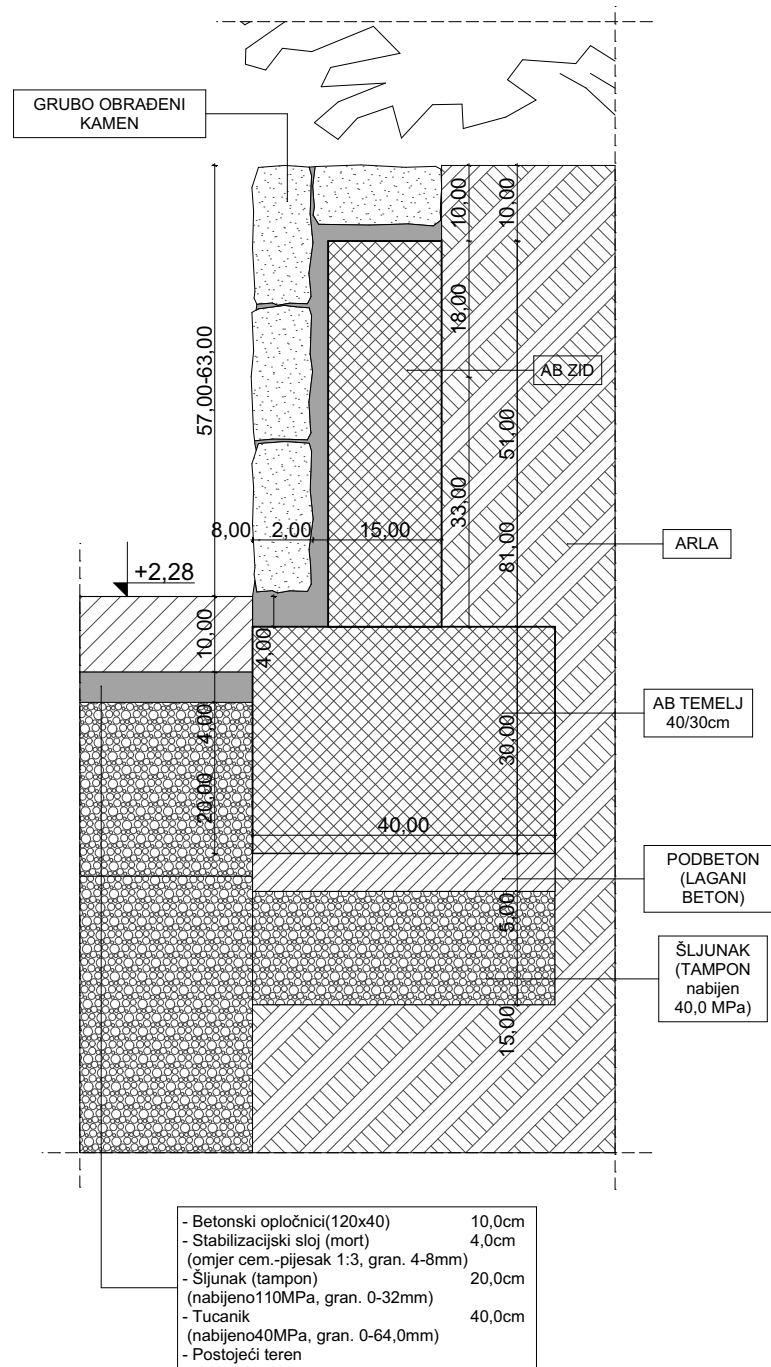 GRUBO OBRAĐENI
KAMEN
10,00
10,00
57,00-63,00
18,00
AB ZID
51,00
33,00
8,00
2,00
15,00
81,00
ARLA
+2,28
10,00
4,00
4,00
20,00
AB TEMELJ
40/30cm
30,00
40,00
PODBETON
(LAGANI
BETON)
5,00
ŠLJUNAK
(TAMPON
nabijen
40,0 MPa)
15,00
- Betonski opločnici(120x40) 10,0cm
- Stabilizacijski sloj (mort) 4,0cm
(omjer cem.-pijesak 1:3, gran. 4-8mm)
- Šljunak (tampon) 20,0cm
(nabijeno110MPa, gran. 0-32mm)
- Tucanik 40,0cm
(nabijeno40MPa, gran. 0-64,0mm)
- Postojeći teren